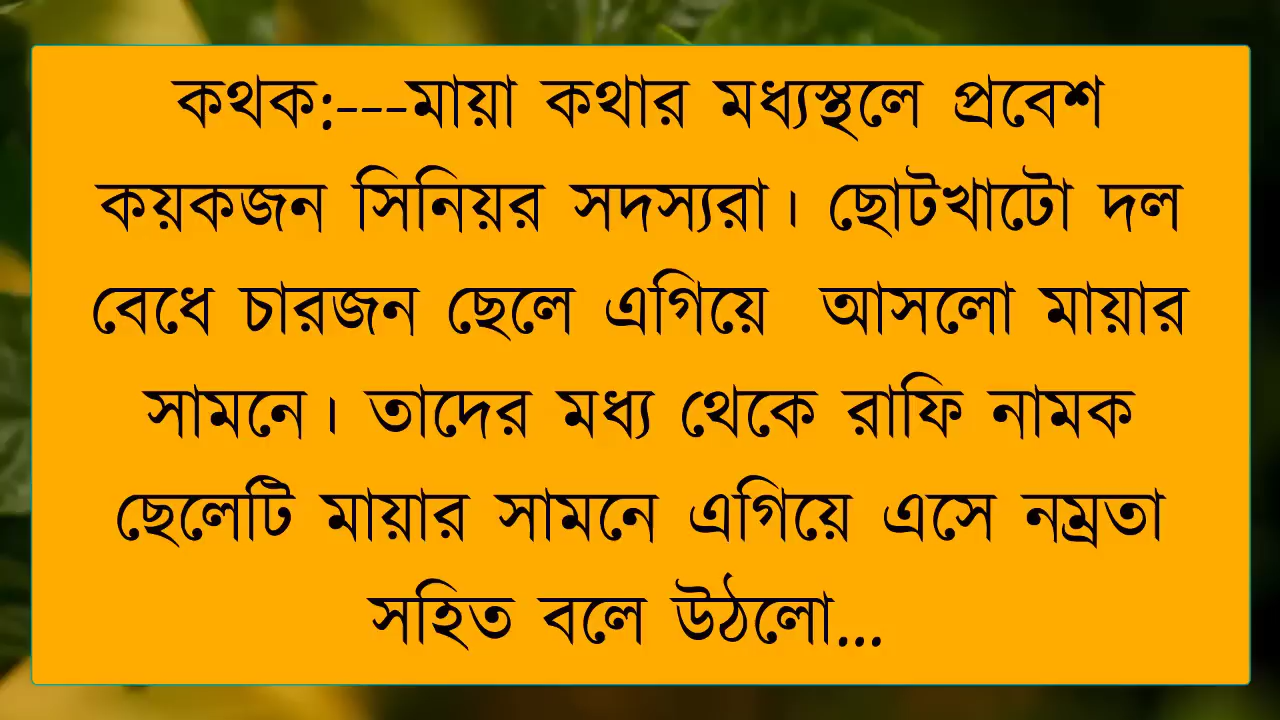 কথক:---মায়া কথার মধ্যস্থলে প্রবেশ
কয়কজন সিনিয়র সদস্যরা। ছোটখাটো দল
বেধে চারজন ছেলে এগিয়ে আসলো মায়ার
সামনে। তাদের মধ্য থেকে রাফি নামক
ছেলেটি মায়ার সামনে এগিয়ে এসে নম্রতা
সহিত বলে উঠলো...